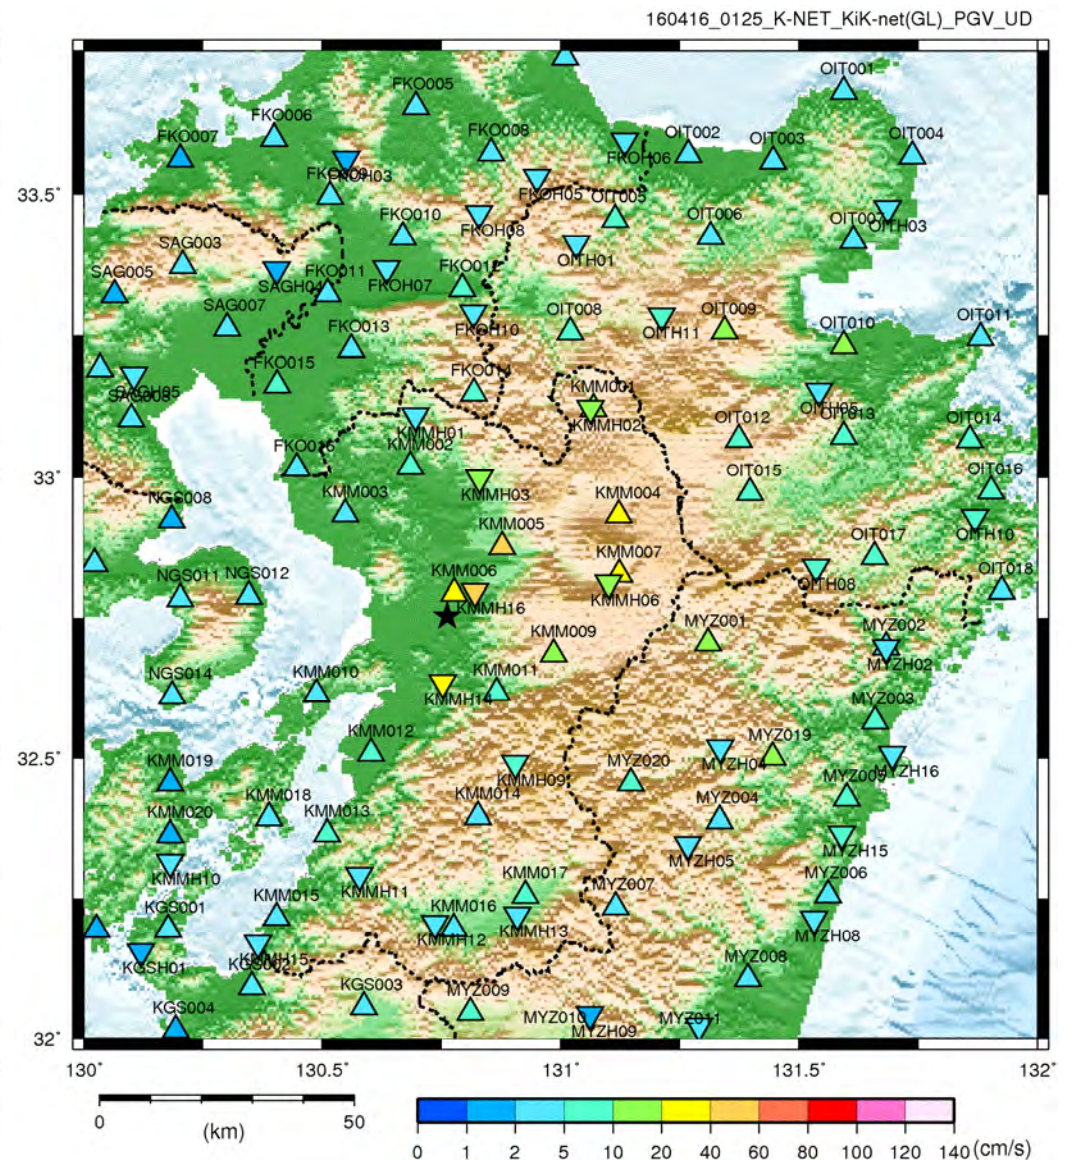 160416_0125_K-NET_KiK-net(GL)_PGV_UD
OIT001
FKO005
FKO006
FKO007
FKO008
OIT002
OIT003
OIT004
FKOH06
FKO009
FKOH03
FKOH05
OIT005
FKO010
FKOH08
OIT006
OIT007
OITH03
SAG003
OITH01
SAG005
SAGH04
FKO011
FKOH07
SAG007
FKOH10
OIT008
OITH11
OIT009
OIT010
OIT011
FKO013
FKO015
FKO014
SAGH05
KMM001
KMMH02
OITH05
OIT013
KMMH01
KMM002
OIT012
OIT014
FKO016
OIT015
OIT016
KMM003
KMMH03
KMM004
NGS008
KMM005
OITH10
OIT017
KMM007
KMM006
NGS011
NGS012
KMMH16
KMMH06
OITH08
OIT018
MYZ001
MYZ002
MYZH02
KMM009
NGS014
KMM010
KMM011
KMMH14
MYZ003
KMM012
KMM019
KMMH09
MYZ020
MYZH04
MYZ019
MYZH16
MYZ005
KMM020
KMM018
KMM013
KMM014
MYZ004
KMMH10
KMMH11
MYZH05
MYZH15
KMM017
MYZ007
MYZ006
KGS001
KMM015
KMM016
KMMH12
KMMH13
MYZH08
KGSH01
KMMH15
KGS002
MYZ008
KGS003
KGS004
MYZ009
MYZ010
MYZH09
MYZ011
33.5°
33°
32.5°
32°
130°
130.5°
131°
131.5°
132°
0
50
(km)
0
1
2
5
10
20
40
60
80
100
120
140
(cm/s)